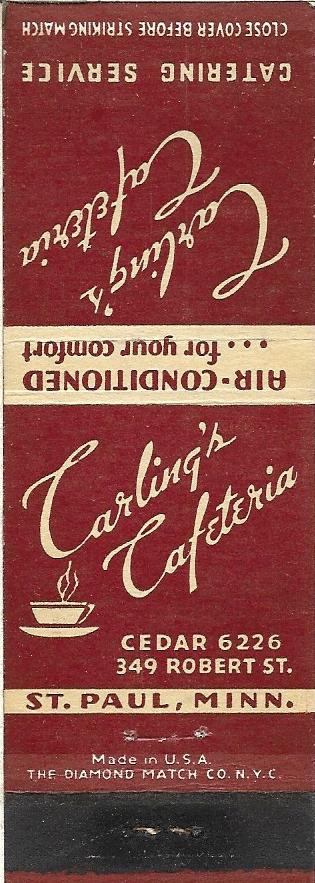 CLOSE COVER BEFORE STRIKING MATCH
CATERING SERVICE
Carling's
Cafeteria
AIR-CONDITIONED
... for your comfort
Carling's
Cafeteria
CEDAR 6226
349 ROBERT ST.
ST. PAUL, MINN.
Made in U.S.A.
THE DIAMOND MATCH CO. N.Y.C.